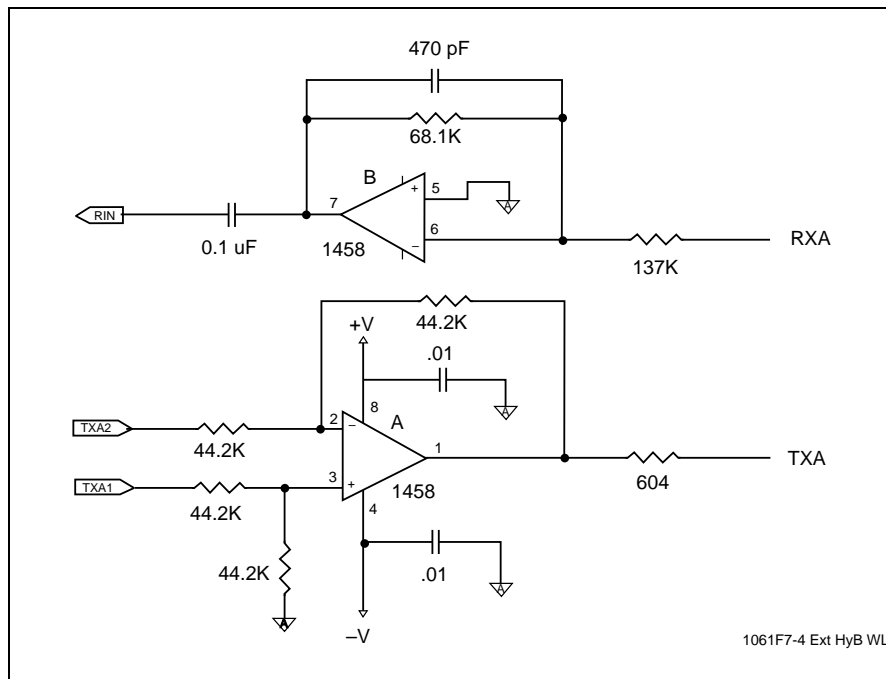 470 pF
68.1K
B
+
5
A
7
RIN
6
–
0.1 uF
1458
RXA
137K
44.2K
+V
.01
A
8
TXA2
2
–
A
44.2K
1
TXA
3
TXA1
+
604
44.2K
4
1458
44.2K
.01
A
A
–V
1061F7-4 Ext HyB WL